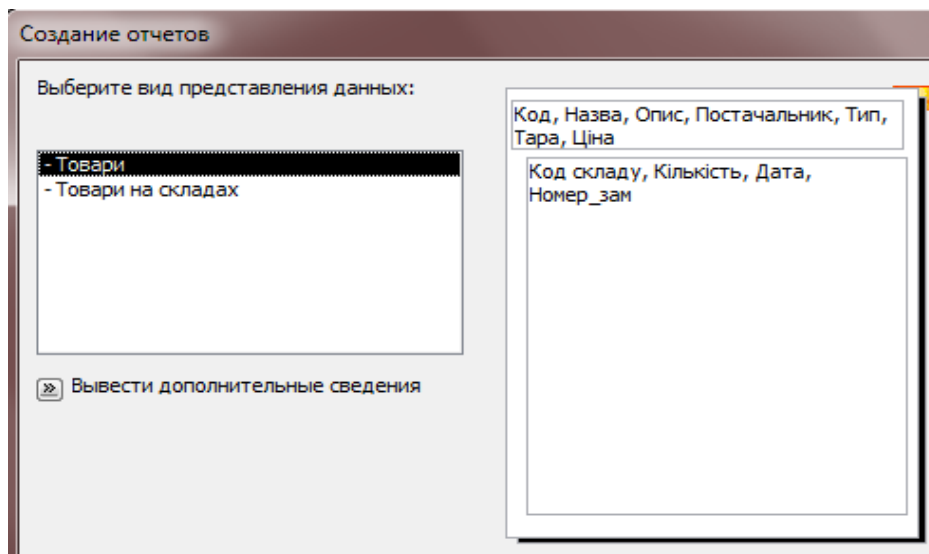 Создание отчетов
Выберите вид представления данных:
- Товари
- Товари на складах
Вывести дополнительные сведения
Код, Назва, Опис, Постачальник, Тип,
Тара, Ціна
Код складу, Кількість, Дата,
Номер_зам